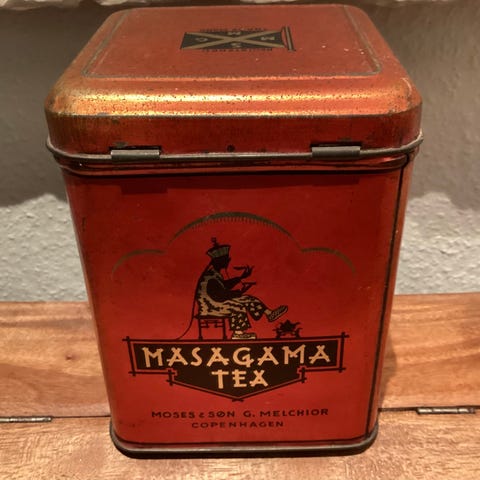 MASAGAMA
TEA
MOSES & SØN G. MELCHIOR
COPENHAGEN